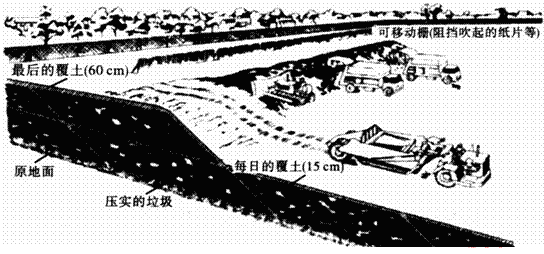 可移动栅(阻挡吹起的纸片等)
最后的覆土(60 cm)
每日的覆土(15 cm)
原地面
压实的垃圾